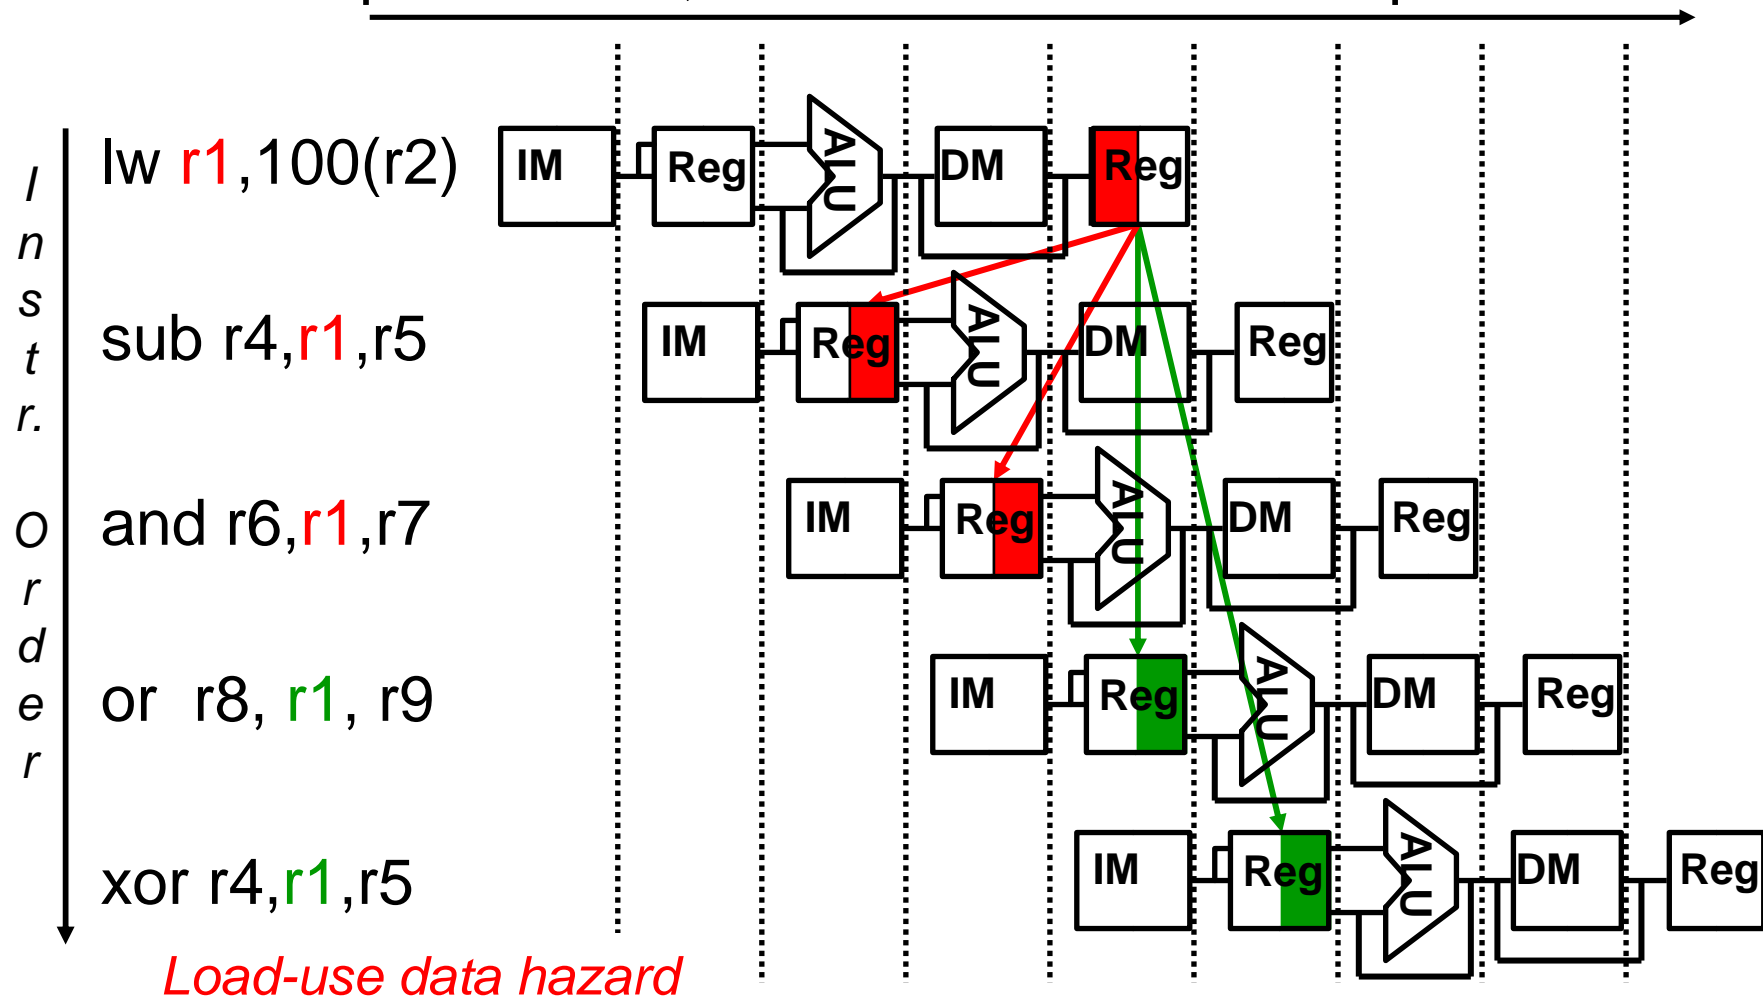 I n s t r. O r d e r
lw r1,100(r2)
IM Reg ALU DM Reg
sub r4,r1,r5
IM Reg ALU DM Reg
and r6,r1,r7
IM Reg ALU DM Reg
or r8, r1, r9
IM Reg ALU DM Reg
xor r4,r1,r5
IM Reg ALU DM Reg
Load-use data hazard